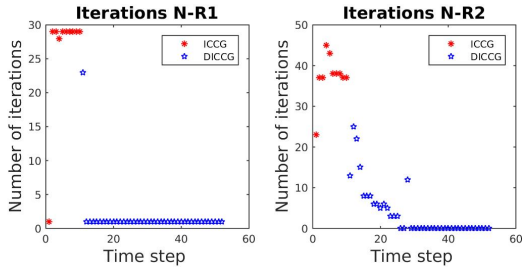 Iterations N-R1
Number of iterations
30
25
20
15
10
5
0
ICCG
DICCG
0 20 40 60
Time step
Iterations N-R2
Number of iterations
50
40
30
20
10
0
ICCG
DICCG
0 20 40 60
Time step